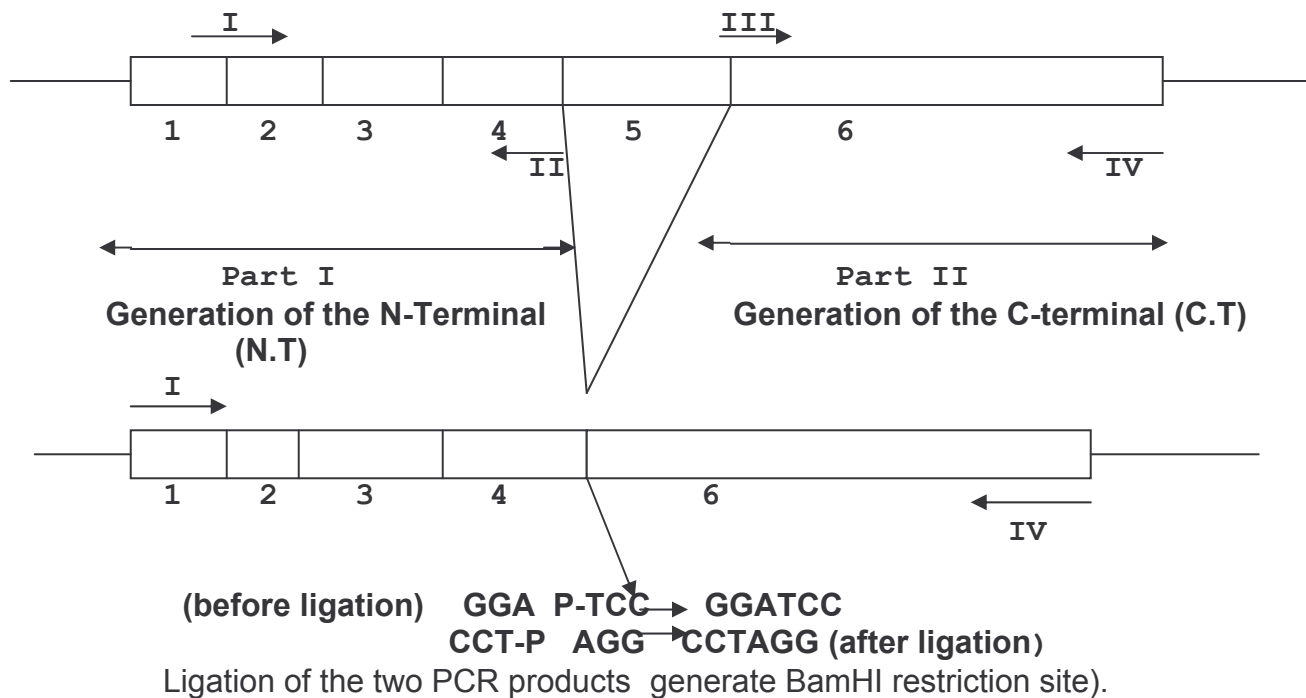 I III
1 2 3 4 5 6
II IV
Part I Part II
Generation of the N-Terminal Generation of the C-terminal (C.T)
(N.T)
I
1 2 3 4 6
IV
(before ligation) GGA P-TCC GGATCC
CCT-P AGG CCTAGG (after ligation)
Ligation of the two PCR products generate BamHI restriction site).